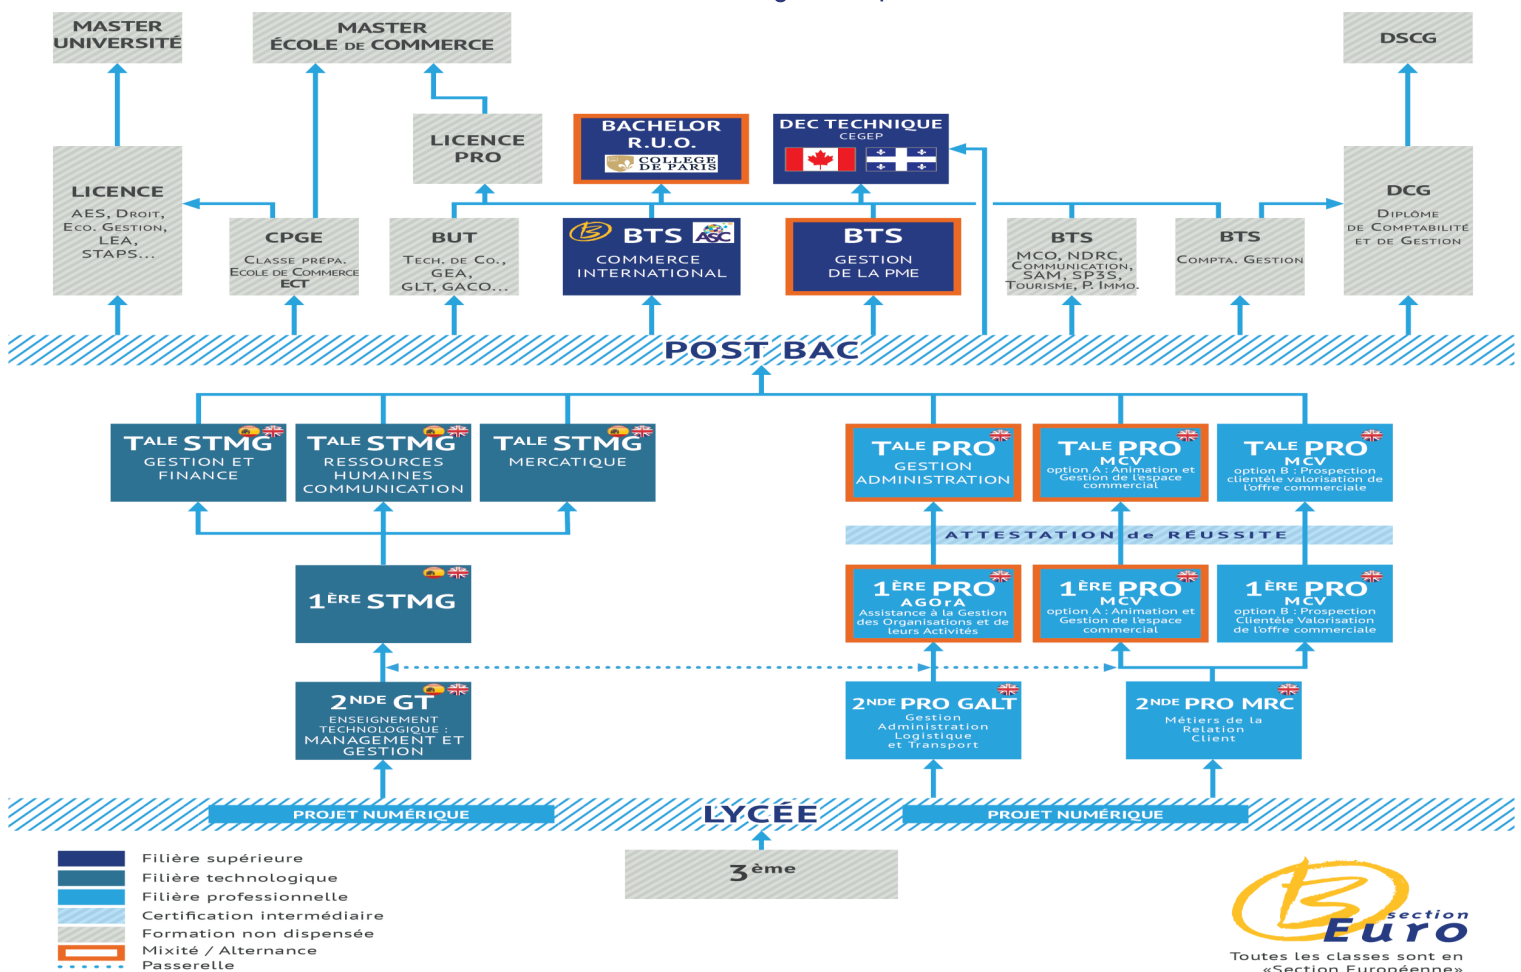 MASTER
UNIVERSITÉ
MASTER
ÉCOLE DE COMMERCE
DSCG
LICENCE
PRO
BACHELOR
R.U.O.
COLLEGE
DE PARIS
DEC TECHNIQUE
CEGEP
LICENCE
AES, DROIT,
ECO. GESTION,
LEA,
STAPS...
CPGE
CLASSE PRÉPA.
ECOLE DE COMMERCE
ECT
BUT
TECH. DE CO.,
GEA,
GLT, GACO...
B BTS ASC
COMMERCE
INTERNATIONAL
BTS
GESTION
DE LA PME
BTS
MCO, NDRC,
COMMUNICATION,
SAM, SP3S,
TOURISME, P. IMMO.
BTS
COMPTA. GESTION
DCG
DIPLÔME
DE COMPTABILITÉ
ET DE GESTION
POST BAC
TALE STMG
GESTION ET
FINANCE
TALE STMG
RESSOURCES
HUMAINES
COMMUNICATION
TALE STMG
MERCATIQUE
TALE PRO
GESTION
ADMINISTRATION
TALE PRO
MCV
option A : Animation et
Gestion de l'espace
commercial
TALE PRO
MCV
option B : Prospection
clientèle valorisation de
l'offre commerciale
ATTESTATION de RÉUSSITE
1ÈRE STMG
1ÈRE PRO
AGOrA
Assistance à la Gestion
des Organisations et de
leurs Activités
1ÈRE PRO
MCV
option A : Animation et
Gestion de l'espace
commercial
1ÈRE PRO
MCV
option B : Prospection
Clientèle Valorisation
de l'offre commerciale
2NDE GT
ENSEIGNEMENT
TECHNOLOGIQUE :
MANAGEMENT ET
GESTION
2NDE PRO GALT
Gestion
Administration
Logistique
et Transport
2NDE PRO MRC
Métiers de la
Relation
Client
PROJET NUMÉRIQUE
LYCÉE
PROJET NUMÉRIQUE
3ème
Filière supérieure
Filière technologique
Filière professionnelle
Certification intermédiaire
Formation non dispensée
Mixité / Alternance
Passerelle
B
section
Euro
Toutes les classes sont en
«Section Européenne»